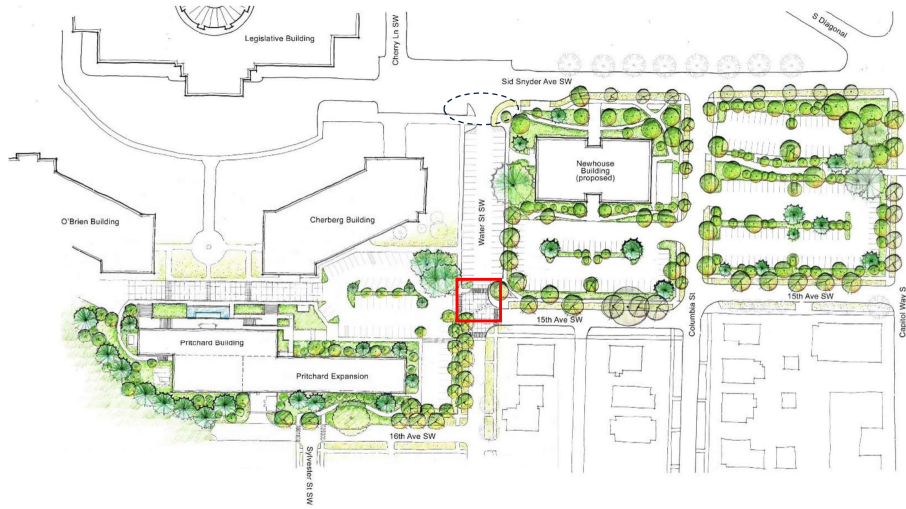 Legislative Building
Cherry Ln SW
S Diagonal
Sid Snyder Ave SW
Newhouse
Building
(proposed)
O'Brien Building
Cherberg Building
Water St SW
15th Ave SW
15th Ave SW
Columbia St
Capitol Way S
Pritchard Building
Pritchard Expansion
16th Ave SW
Sylvester St SW